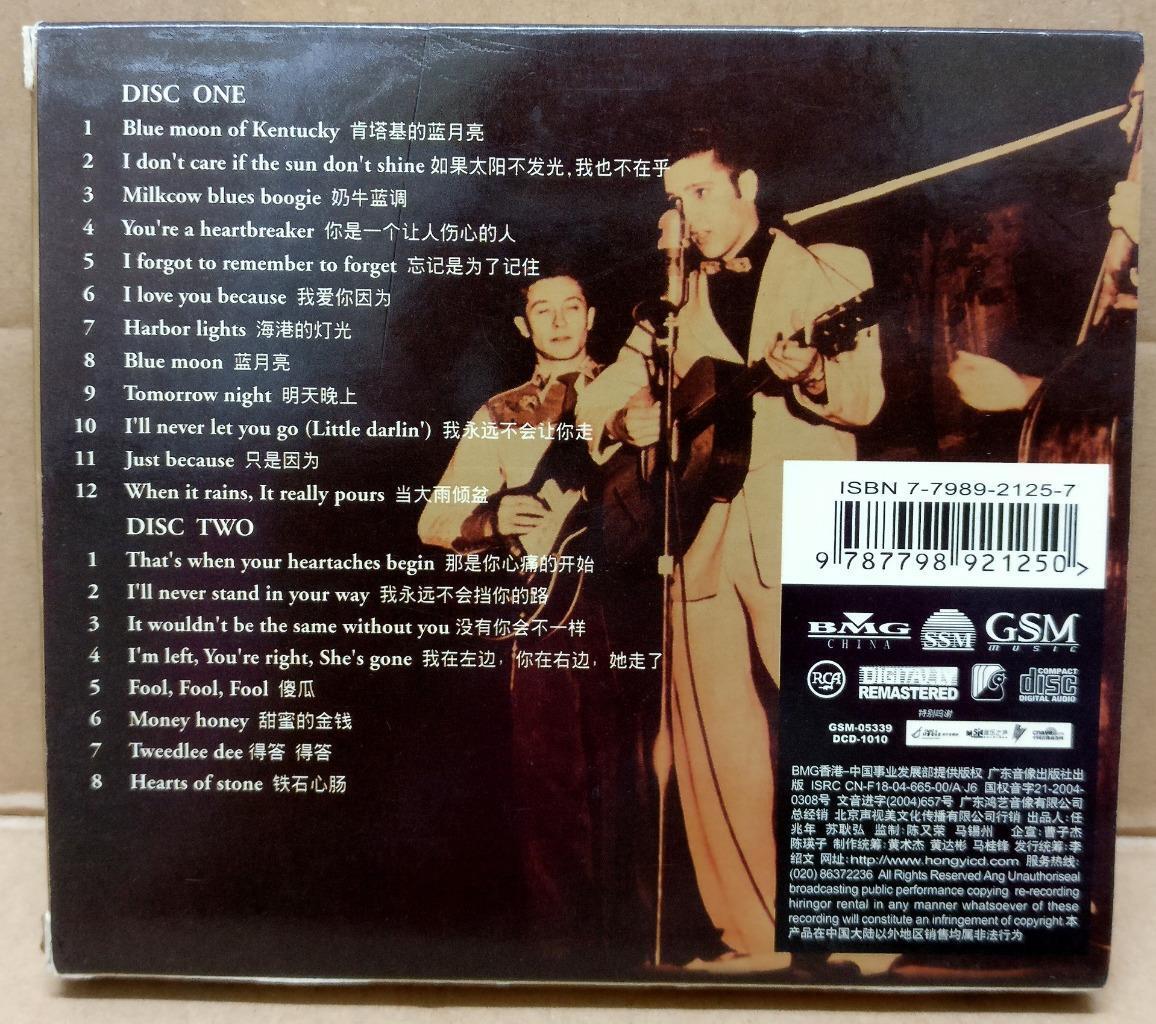 DISC ONE
1 Blue moon of Kentucky 肯塔基的蓝月亮
2 I don't care if the sun don't shine 如果太阳不发光,我也不在乎
3 Milkcow blues boogie 奶牛蓝调
4 You're a heartbreaker 你是一个让人伤心的人
5 I forgot to remember to forget 忘记是为了记住
6 I love you because 我爱你因为
7 Harbor lights 海港的灯光
8 Blue moon 蓝月亮
9 Tomorrow night 明天晚上
10 I'll never let you go (Little darlin') 我永远不会让你走
11 Just because 只是因为
12 When it rains, It really pours 当大雨倾盆
DISC TWO
1 That's when your heartaches begin 那是你心痛的开始
2 I'll never stand in your way 我永远不会挡你的路
3 It wouldn't be the same without you 没有你会不一样
4 I'm left, You're right, She's gone 我在左边，你在右边，她走了
5 Fool, Fool, Fool 傻瓜
6 Money honey 甜蜜的金钱
7 Tweedlee dee 得答 得答
8 Hearts of stone 铁石心肠
ISBN 7-7989-2125-7
9 787798 921250 >
BMG CHINA SSM GSM MUSIC
RCA DIGITALLY REMASTERED COMPACT disc DIGITAL AUDIO
特别鸣谢
GSM-05339
DCD-1010
BMG香港-中国事业发展部提供版权 广东音像出版社出
版 ISRC CN-F18-04-665-00/A·J6 国权音字21-2004-
0308号 文音进字(2004)657号 广东鸿艺音像有限公司
总经销 北京声视美文化传播有限公司行销 出品人:任
兆年 苏耿弘 监制:陈又荣 马锡州 企宣:曹子杰
陈瑛子 制作统筹:黄术杰 黄达彬 马桂锋 发行统筹:李
绍文 网址:http://www.hongyicd.com 服务热线:
(020) 86372236 All Rights Reserved Ang Unauthoriseal
broadcasting public performance copying re-recording
hiringor rental in any manner whatsoever of these
recording will constitute an infringement of copyright 本
产品在中国大陆以外地区销售均属非法行为